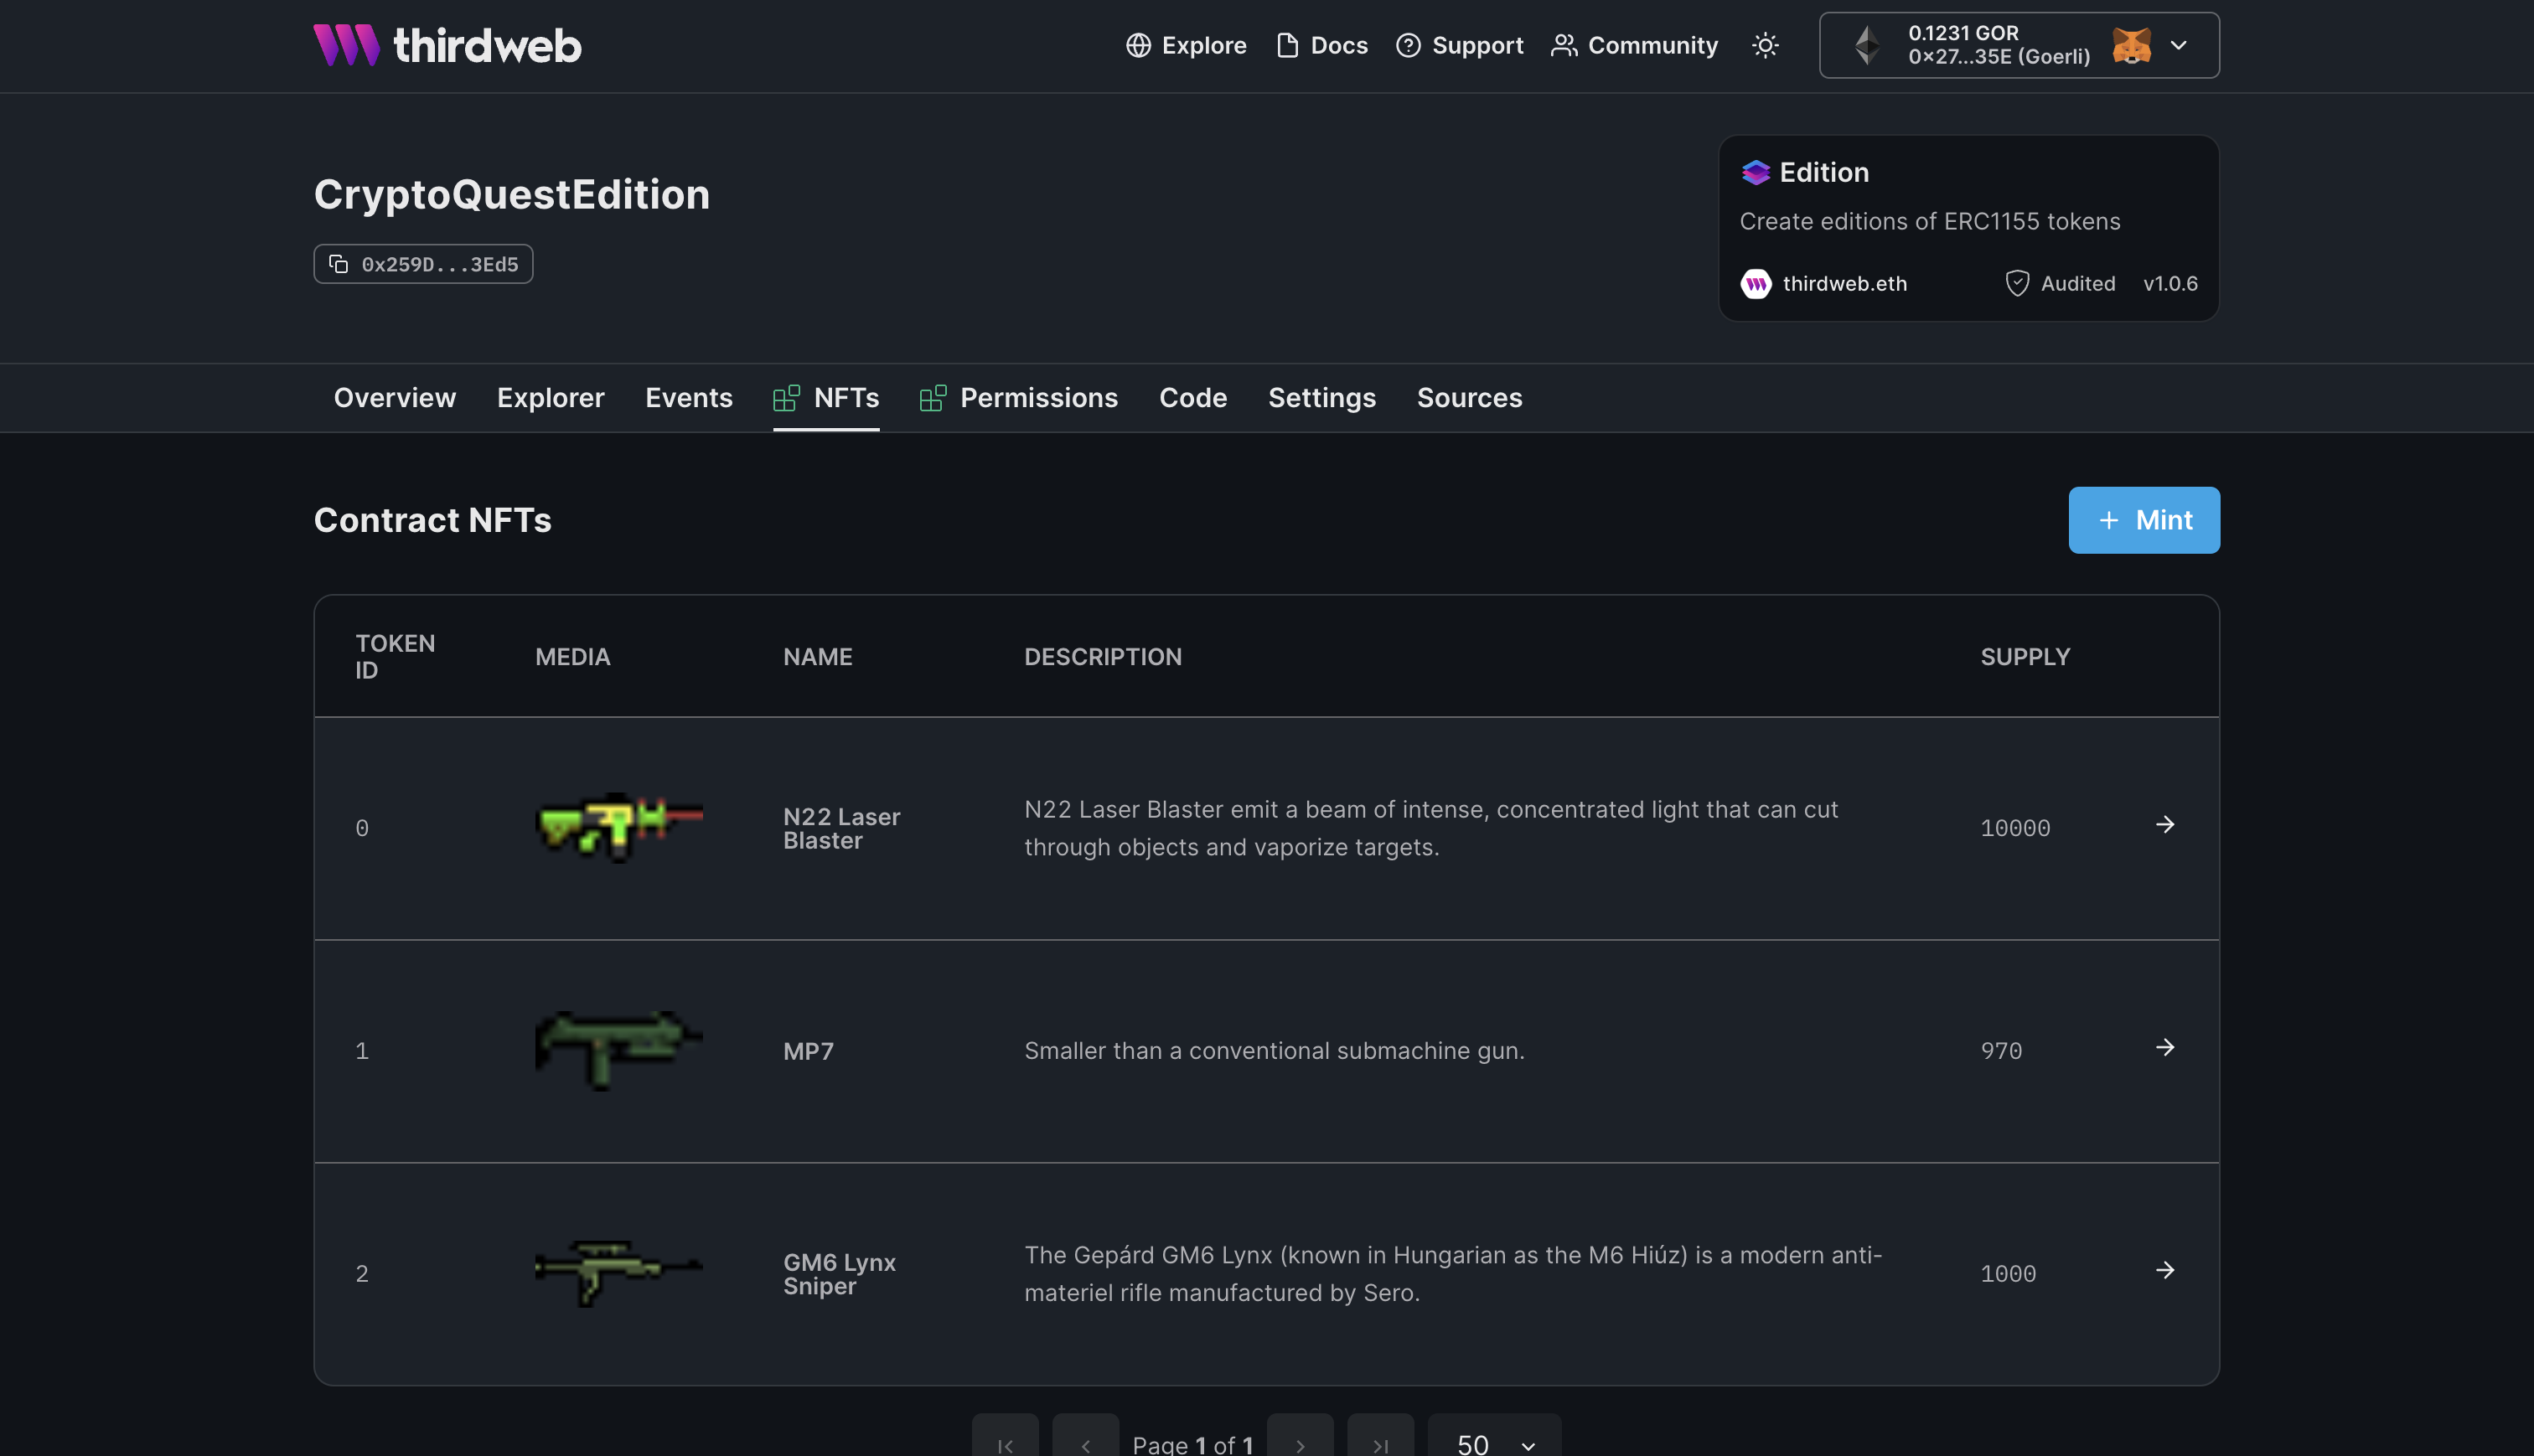 thirdweb
Explore Docs Support Community
0.1231 GOR
0x27...35E (Goerli)
CryptoQuestEdition
0x259D...3Ed5
Edition
Create editions of ERC1155 tokens
thirdweb.eth Audited v1.0.6
Overview Explorer Events NFTs Permissions Code Settings Sources
Contract NFTs
+ Mint
TOKEN
ID
MEDIA NAME DESCRIPTION SUPPLY
0
N22 Laser
Blaster
N22 Laser Blaster emit a beam of intense, concentrated light that can cut
through objects and vaporize targets.
10000
1
MP7
Smaller than a conventional submachine gun.
970
2
GM6 Lynx
Sniper
The Gepárd GM6 Lynx (known in Hungarian as the M6 Hiúz) is a modern anti-
materiel rifle manufactured by Sero.
1000
Page 1 of 1
50